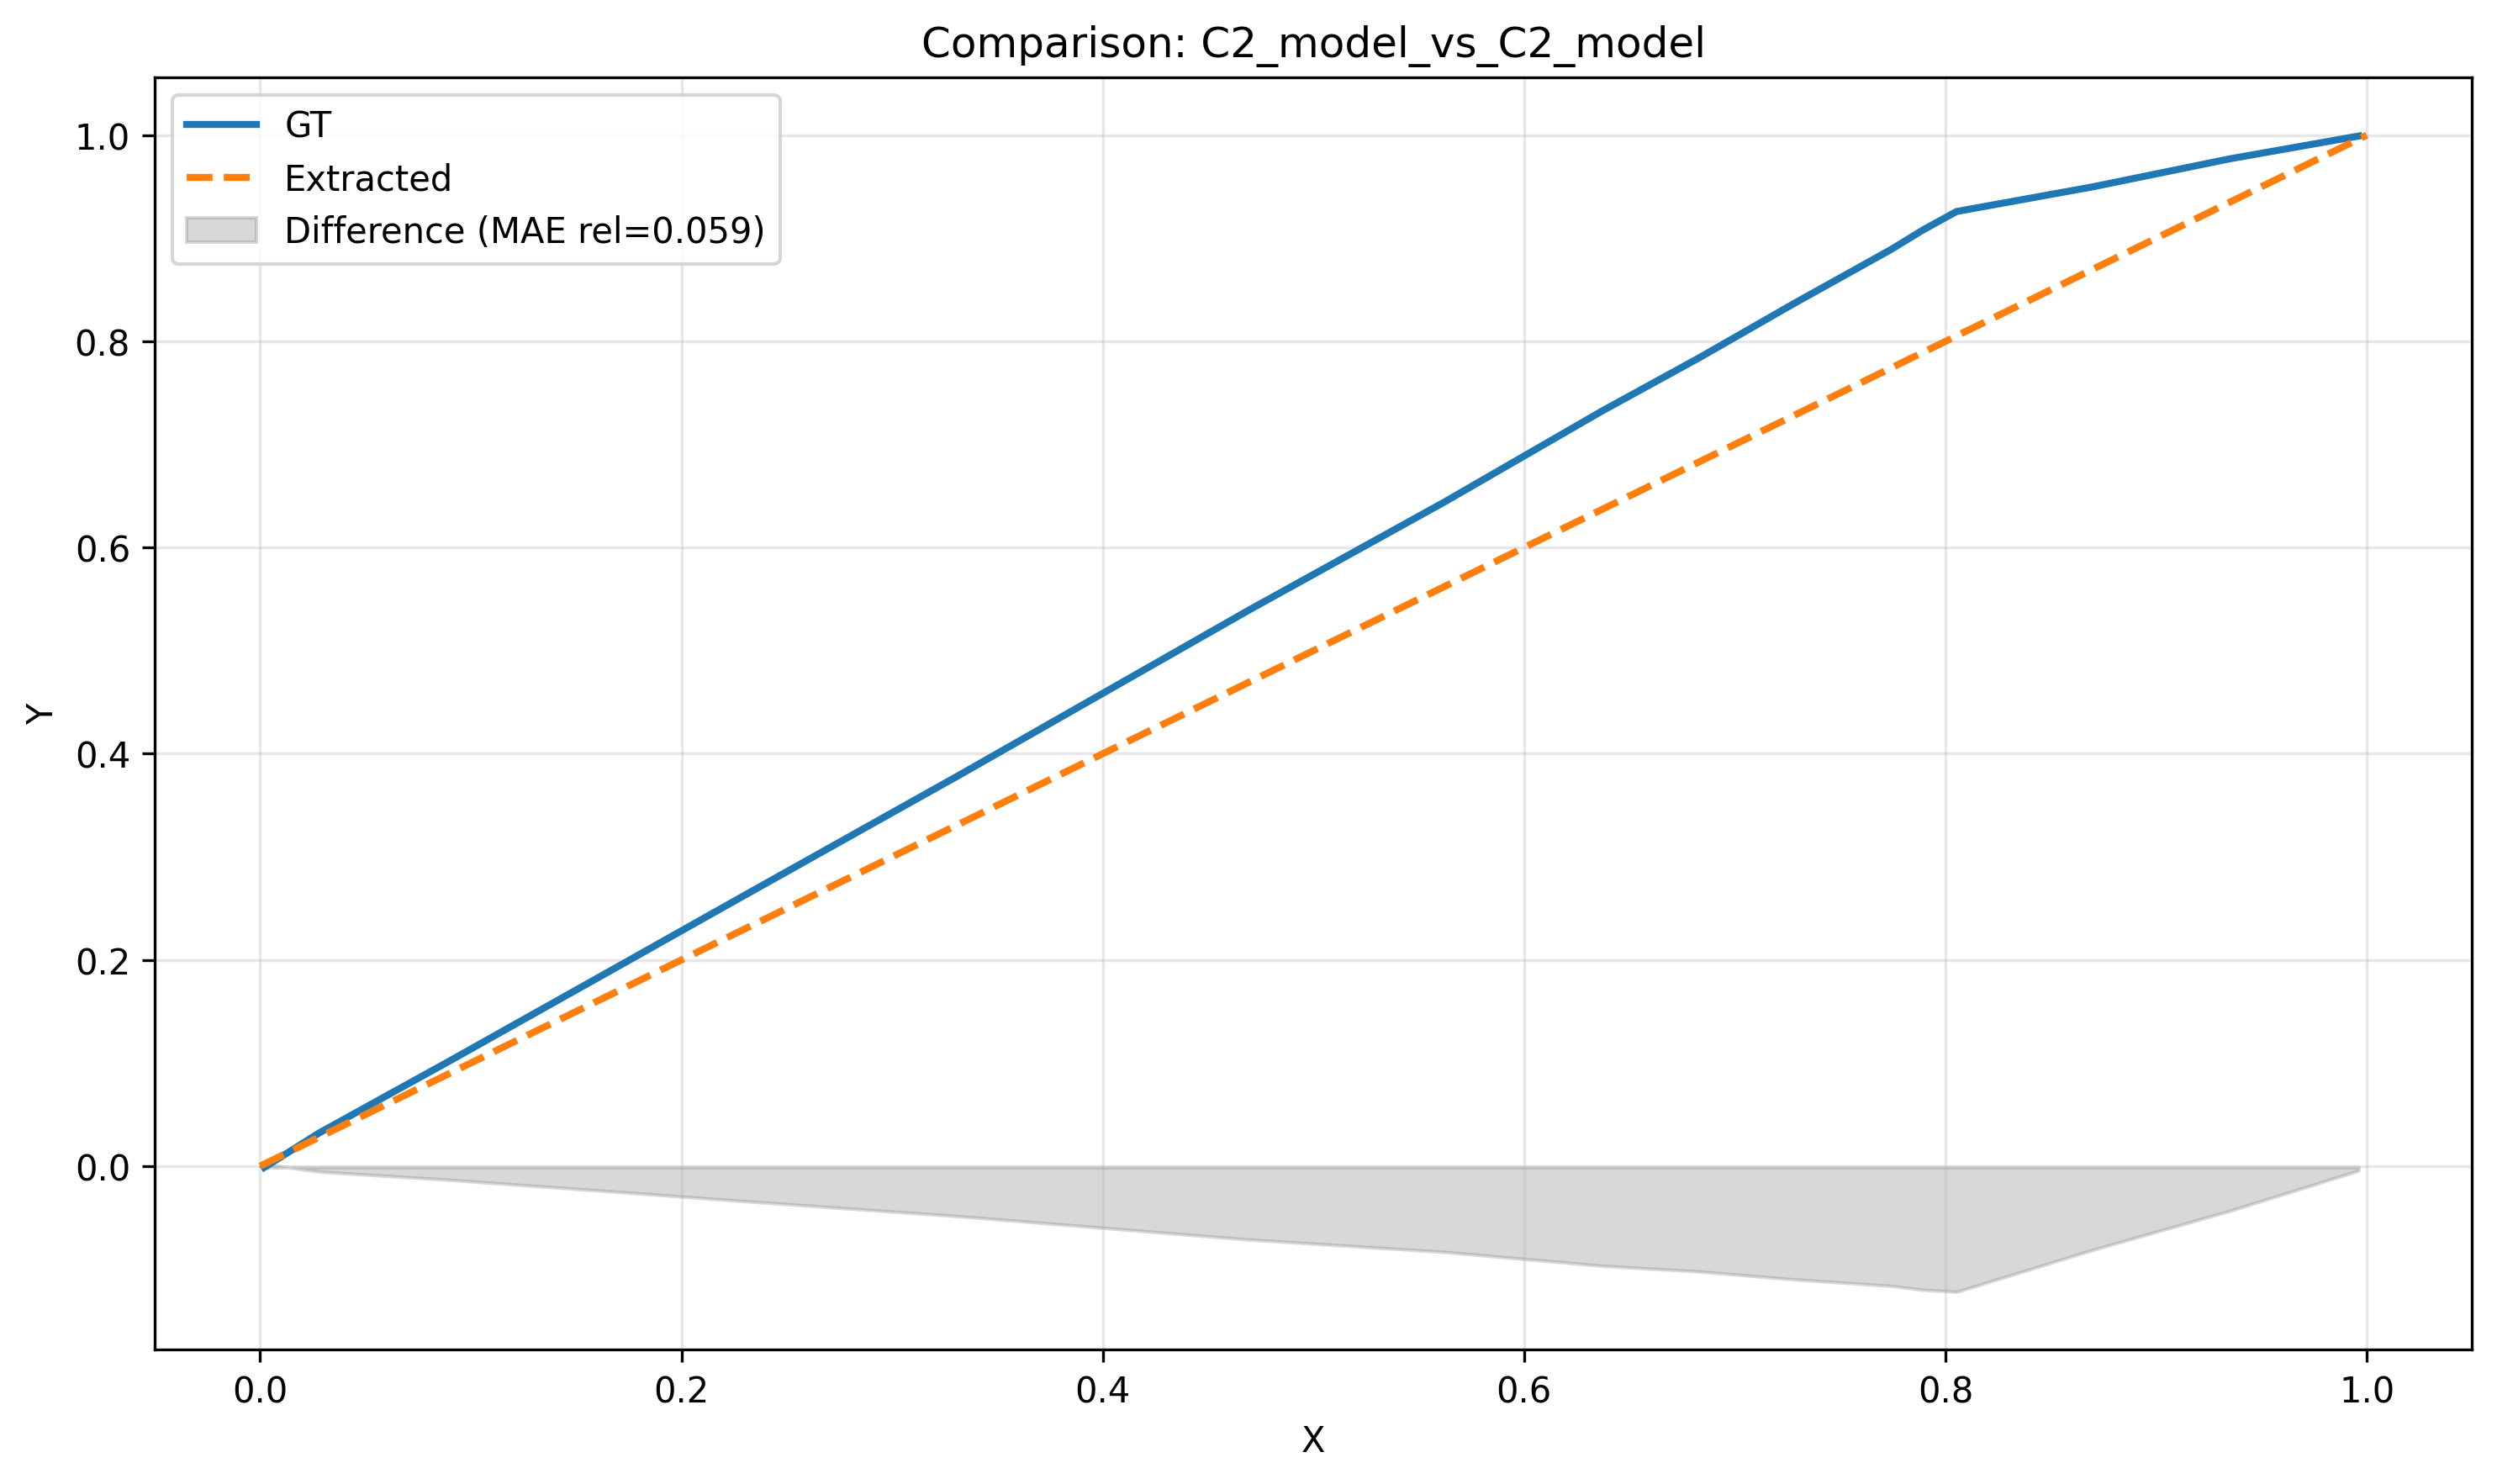 Comparison: C2_model_vs_C2_model
GT
Extracted
Difference (MAE rel=0.059)
1.0
0.8
0.6
0.4
0.2
0.0
Y
0.0 0.2 0.4 0.6 0.8 1.0
X